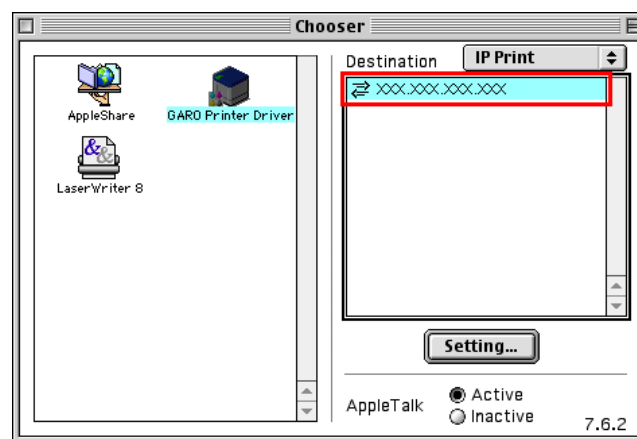 Chooser
AppleShare
GARO Printer Driver
LaserWriter 8
Destination IP Print
XXX.XXX.XXX.XXX
Setting...
AppleTalk
Active
Inactive
7.6.2